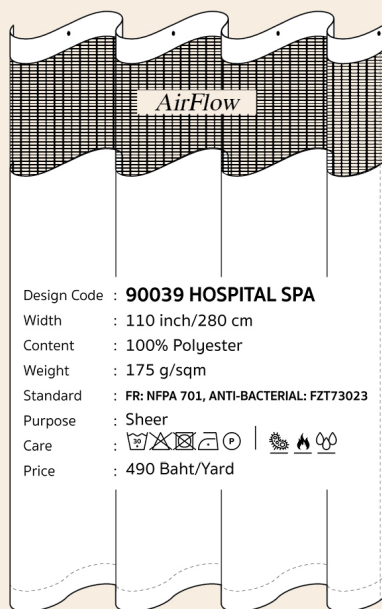 AirFlow
Design Code : 90039 HOSPITAL SPA
Width : 110 inch/280 cm
Content : 100% Polyester
Weight : 175 g/sqm
Standard : FR: NFPA 701, ANTI-BACTERIAL: FZT73023
Purpose : Sheer
Care : 30 P
Price : 490 Baht/Yard